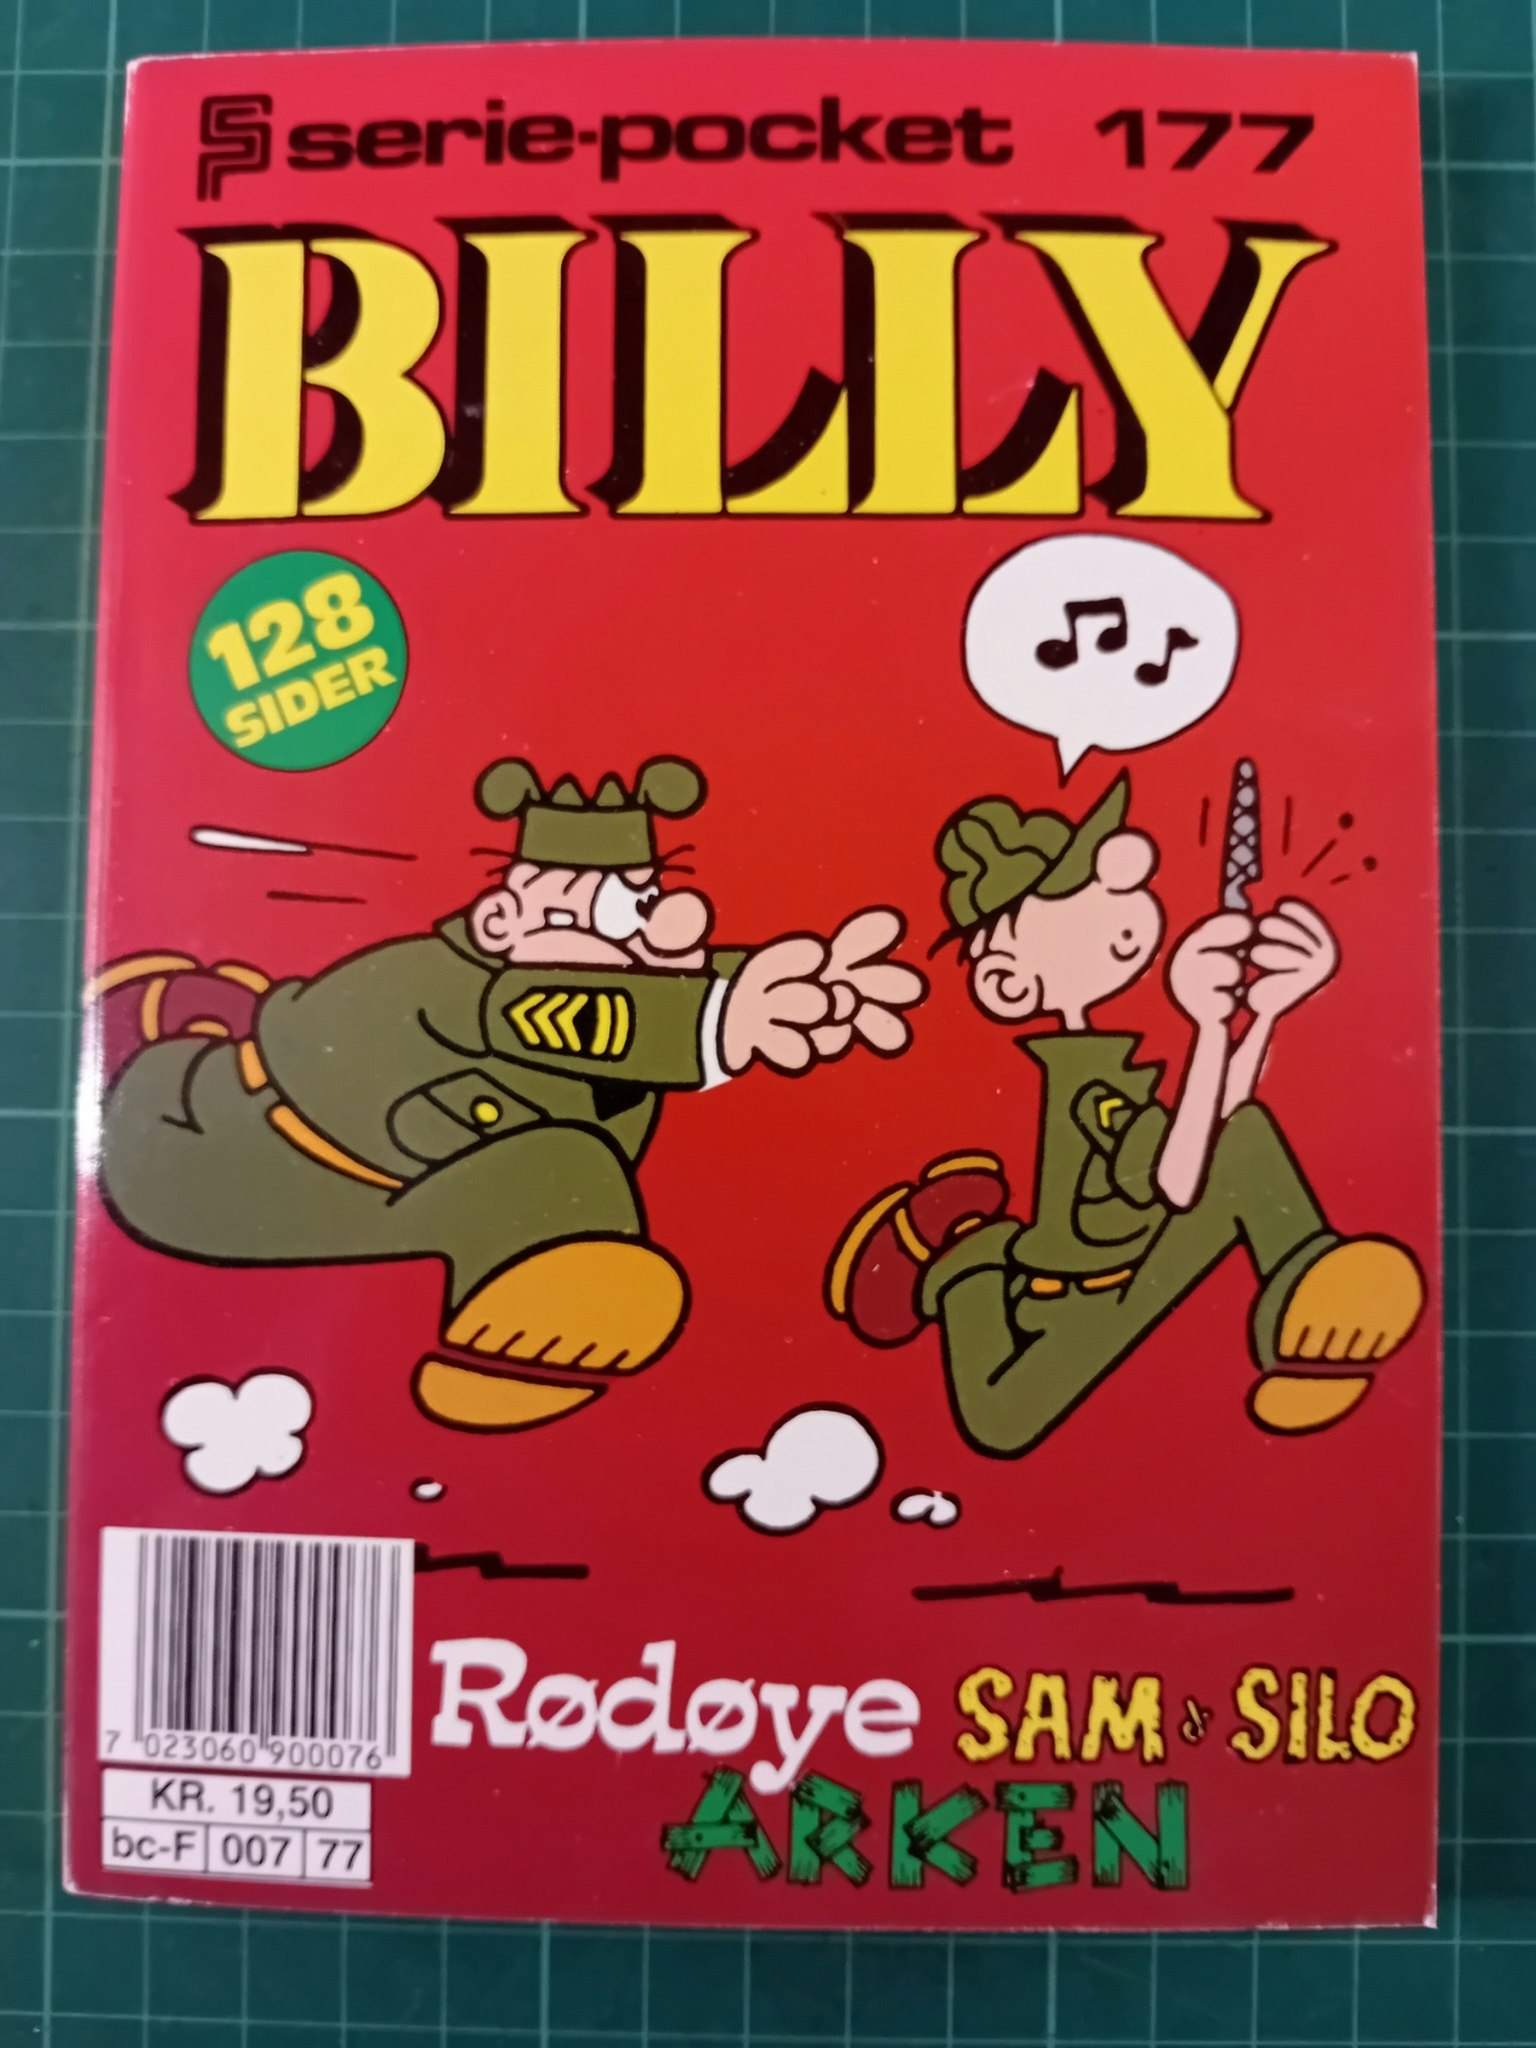 SP serie-pocket 177
BILLY
128
SIDER
7 023060 900076
KR. 19,50
bc-F 007 77
Rødøye SAM & SILO
ARKEN